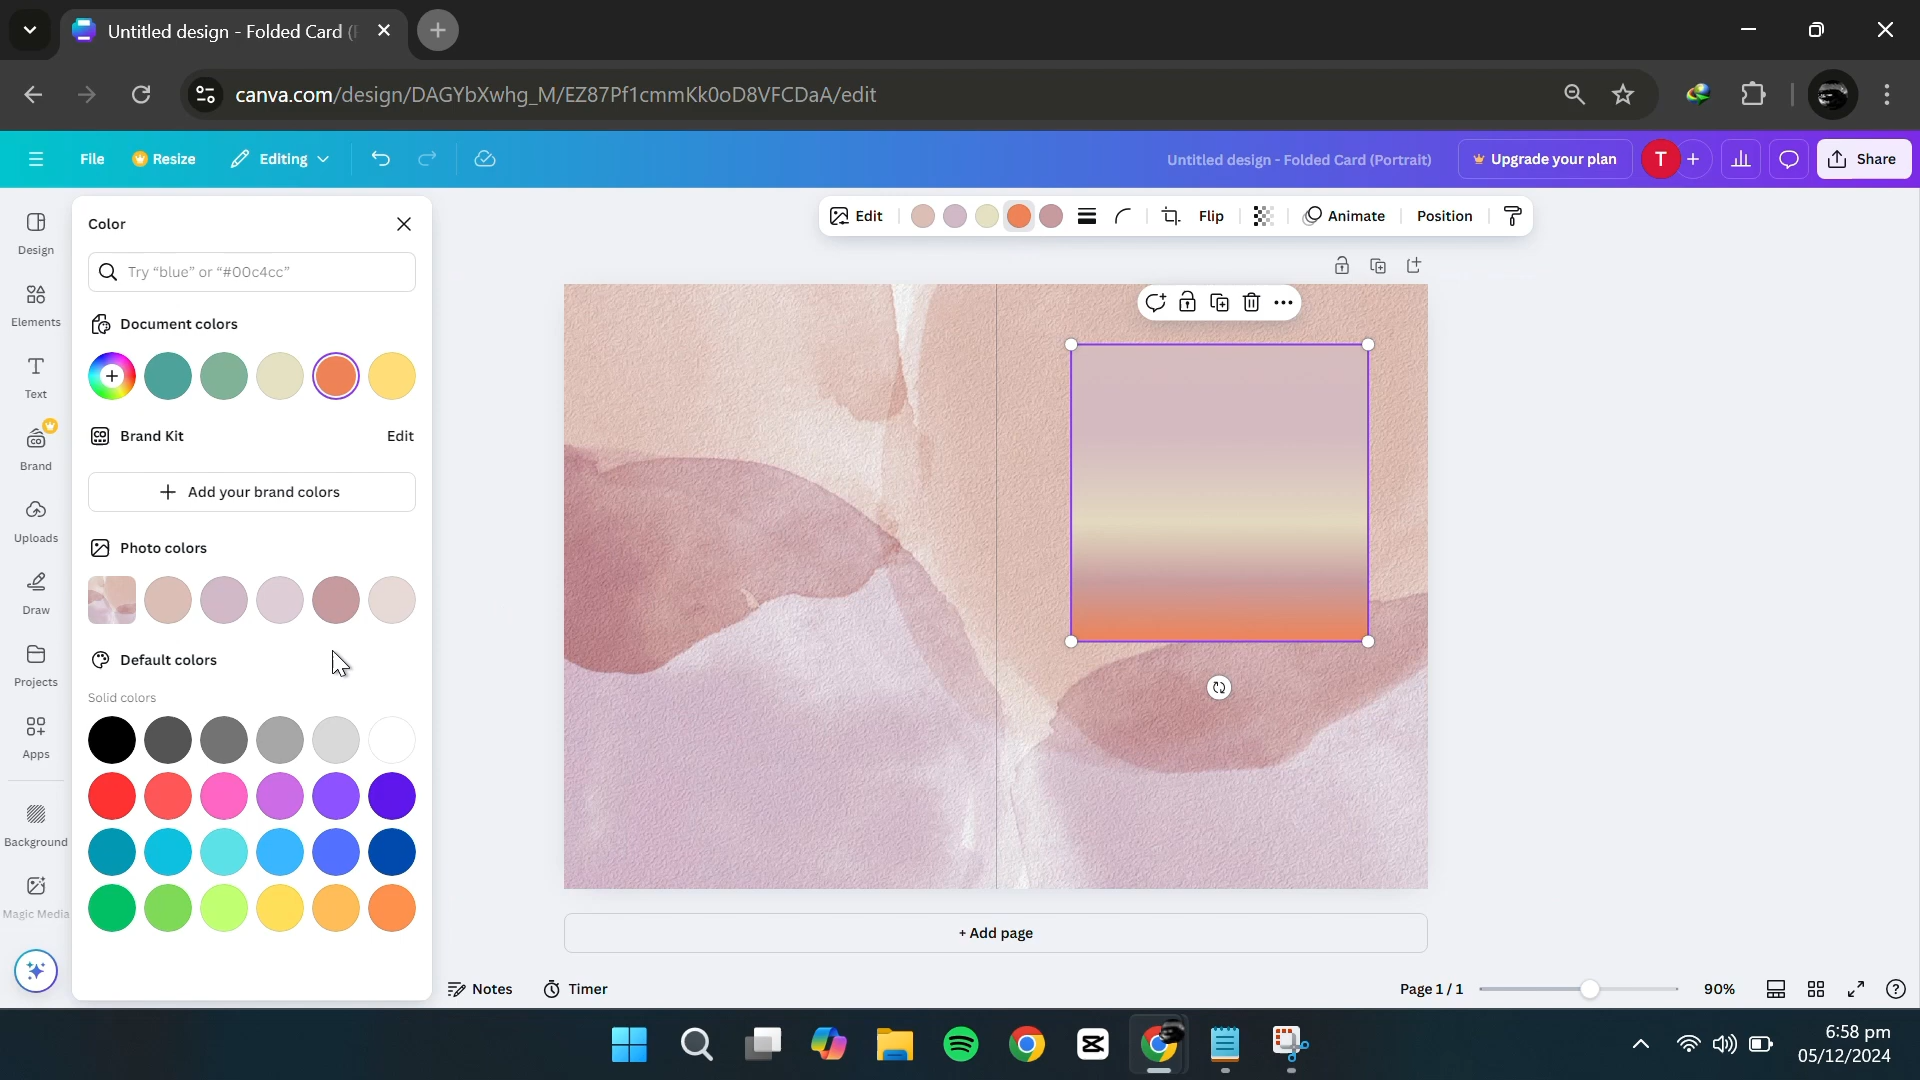 Untitled design - Folded Card (
canva.com/design/DAGYbXwhg_M/EZ87Pf1cmmKk0oD8VFCDaA/edit
File
Resize
Editing
Untitled design - Folded Card (Portrait)
Upgrade your plan
T
Share
Design
Elements
Text
Brand
Uploads
Draw
Projects
Apps
Background
Magic Media
Color
Try “blue” or “#00c4cc”
Document colors
Brand Kit
Edit
Add your brand colors
Photo colors
Default colors
Solid colors
Edit
Flip
Animate
Position
+ Add page
Notes
Timer
Page 1 / 1
90%
6:58 pm
05/12/2024